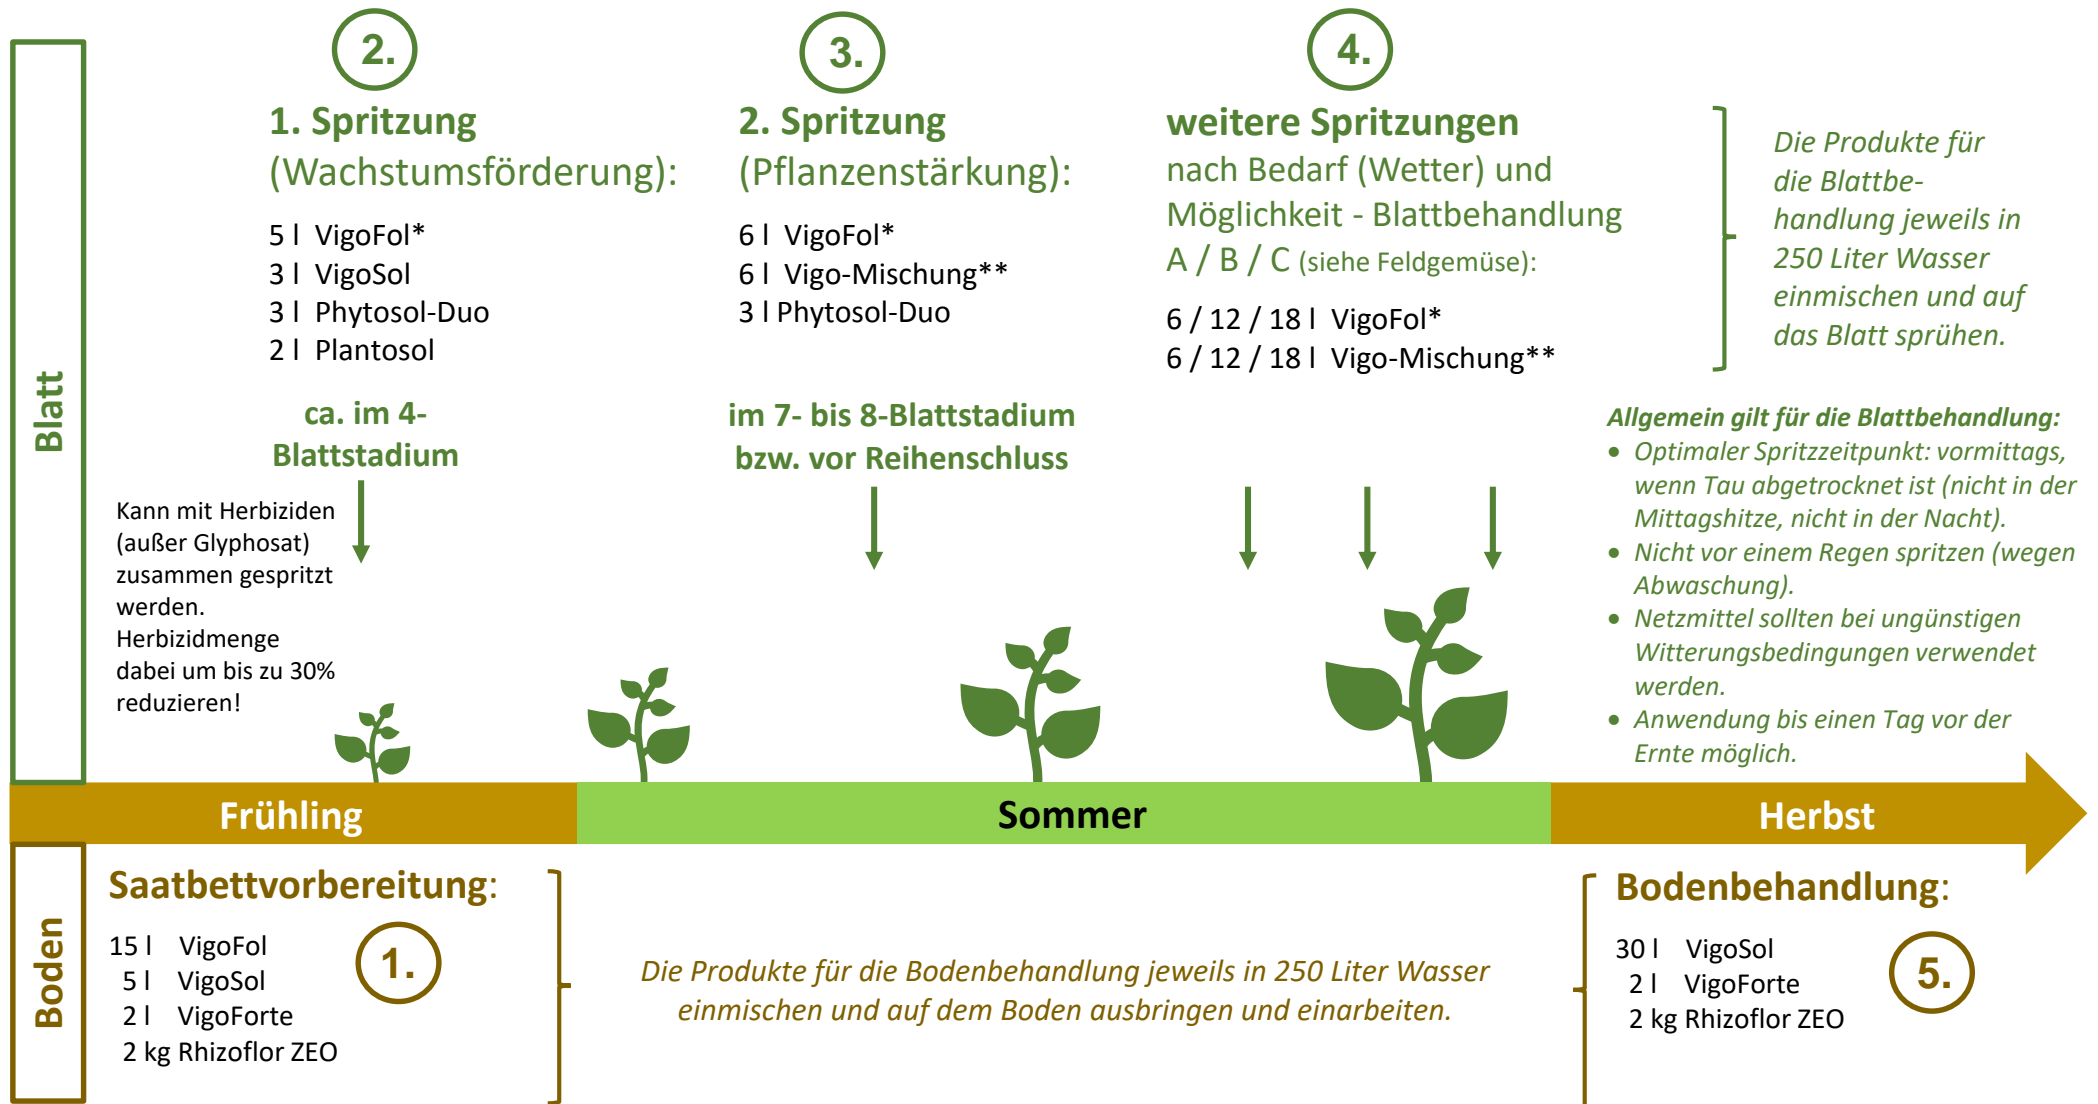 Blatt
2.
1. Spritzung
(Wachstumsförderung):
5 l VigoFol*
3 l VigoSol
3 l Phytosol-Duo
2 l Plantosol
ca. im 4-
Blattstadium
Kann mit Herbiziden
(außer Glyphosat)
zusammen gespritzt
werden.
Herbizidmenge
dabei um bis zu 30%
reduzieren!
3.
2. Spritzung
(Pflanzenstärkung):
6 l VigoFol*
6 l Vigo-Mischung**
3 l Phytosol-Duo
im 7- bis 8-Blattstadium
bzw. vor Reihenschluss
4.
weitere Spritzungen
nach Bedarf (Wetter) und
Möglichkeit - Blattbehandlung
A / B / C (siehe Feldgemüse):
6 / 12 / 18 l VigoFol*
6 / 12 / 18 l Vigo-Mischung**
Die Produkte für
die Blattbe-
handlung jeweils in
250 Liter Wasser
einmischen und auf
das Blatt sprühen.
Allgemein gilt für die Blattbehandlung:
• Optimaler Spritzzeitpunkt: vormittags,
wenn Tau abgetrocknet ist (nicht in der
Mittagshitze, nicht in der Nacht).
• Nicht vor einem Regen spritzen (wegen
Abwaschung).
• Netzmittel sollten bei ungünstigen
Witterungsbedingungen verwendet
werden.
• Anwendung bis einen Tag vor der
Ernte möglich.
Frühling
Sommer
Herbst
Boden
Saatbettvorbereitung:
15 l VigoFol
5 l VigoSol
2 l VigoForte
2 kg Rhizoflor ZEO
1.
Die Produkte für die Bodenbehandlung jeweils in 250 Liter Wasser
einmischen und auf dem Boden ausbringen und einarbeiten.
Bodenbehandlung:
30 l VigoSol
2 l VigoForte
2 kg Rhizoflor ZEO
5.